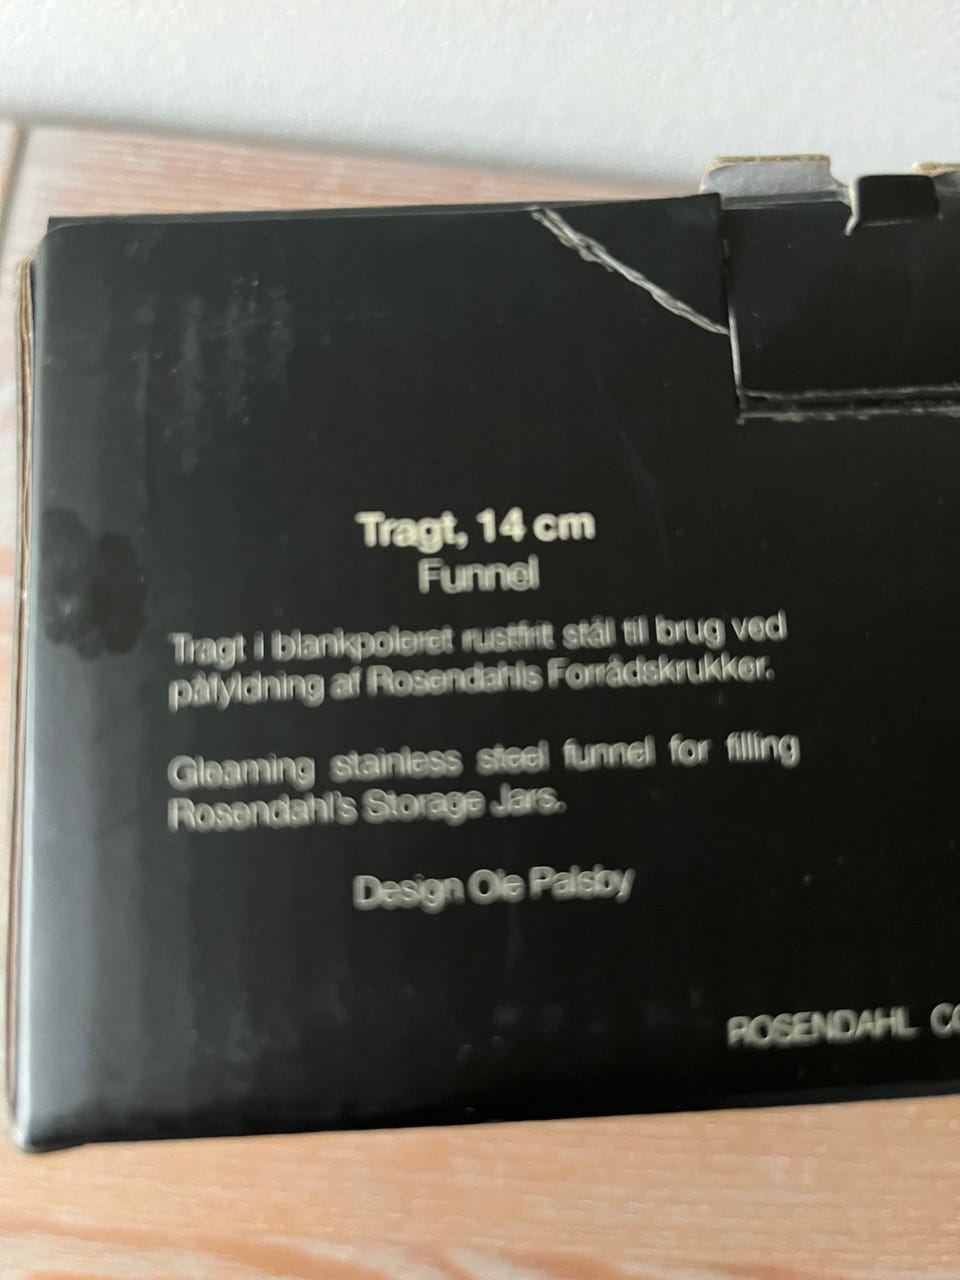 Tragt, 14 cm
Funnel
Tragt i blankpoleret rustfrit stål til brug ved
påfyldning af Rosendahls Forrådskrukker.
Gleaming stainless steel funnel for filling
Rosendahl's Storage Jars.
Design Ole Palsby
ROSENDAHL CO